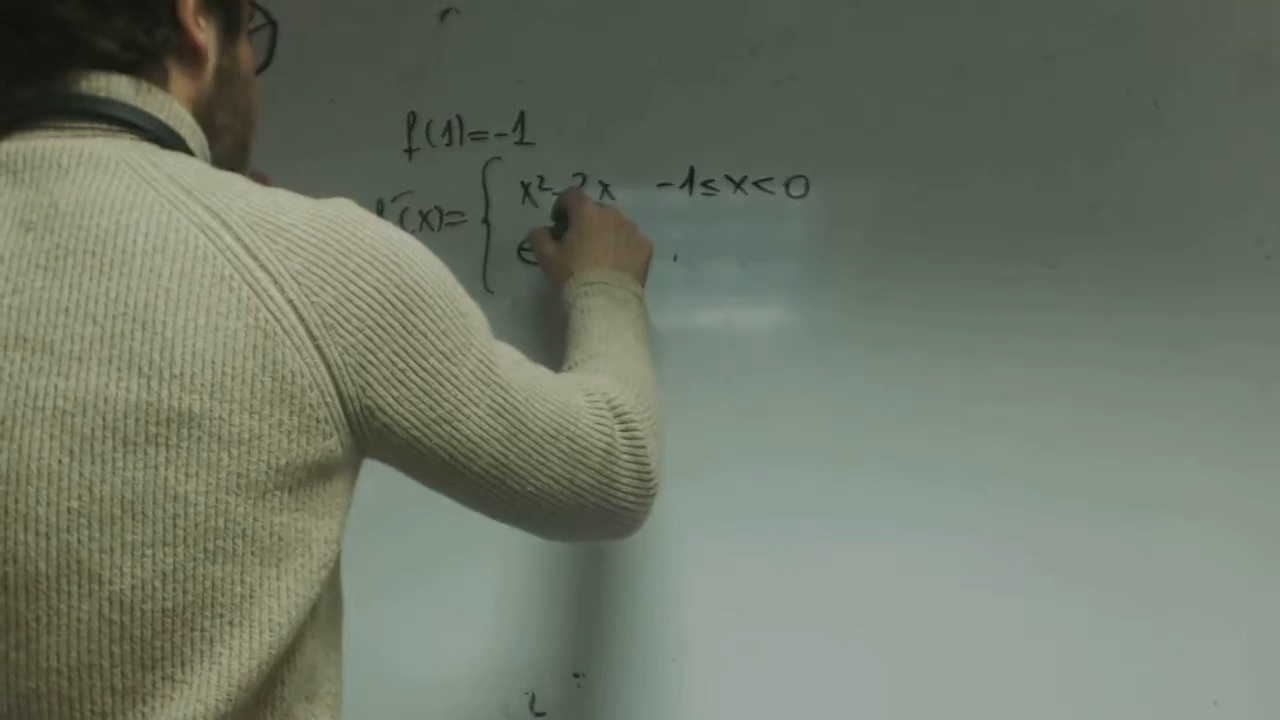 f(1)=-1
f'(x)= { x²-2x   -1≤x<0
e